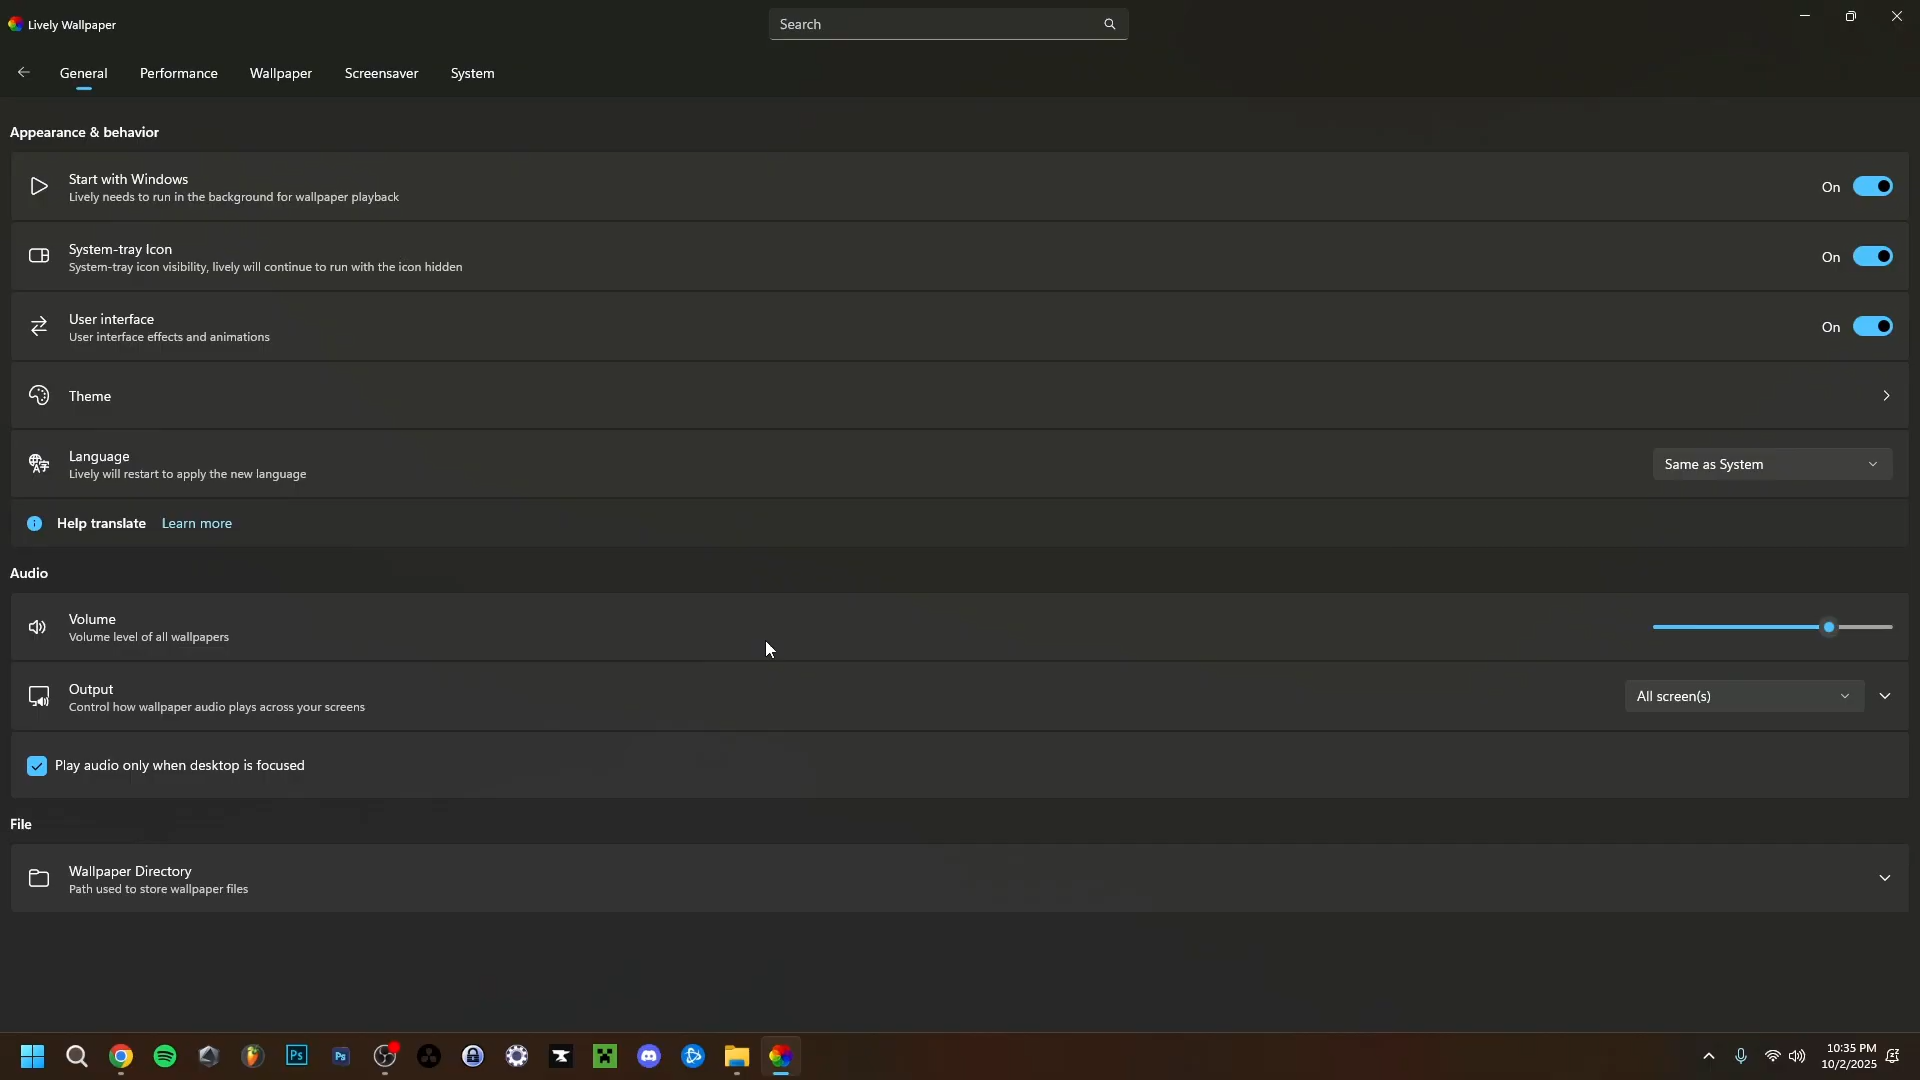 Lively Wallpaper
Search
General
Performance
Wallpaper
Screensaver
System
Appearance & behavior
Start with Windows
Lively needs to run in the background for wallpaper playback
On
System-tray Icon
System-tray icon visibility, lively will continue to run with the icon hidden
On
User interface
User interface effects and animations
On
Theme
Language
Lively will restart to apply the new language
Same as System
Help translate Learn more
Audio
Volume
Volume level of all wallpapers
Output
Control how wallpaper audio plays across your screens
All screen(s)
Play audio only when desktop is focused
File
Wallpaper Directory
Path used to store wallpaper files
Ps
Ps
10:35 PM
10/2/2025